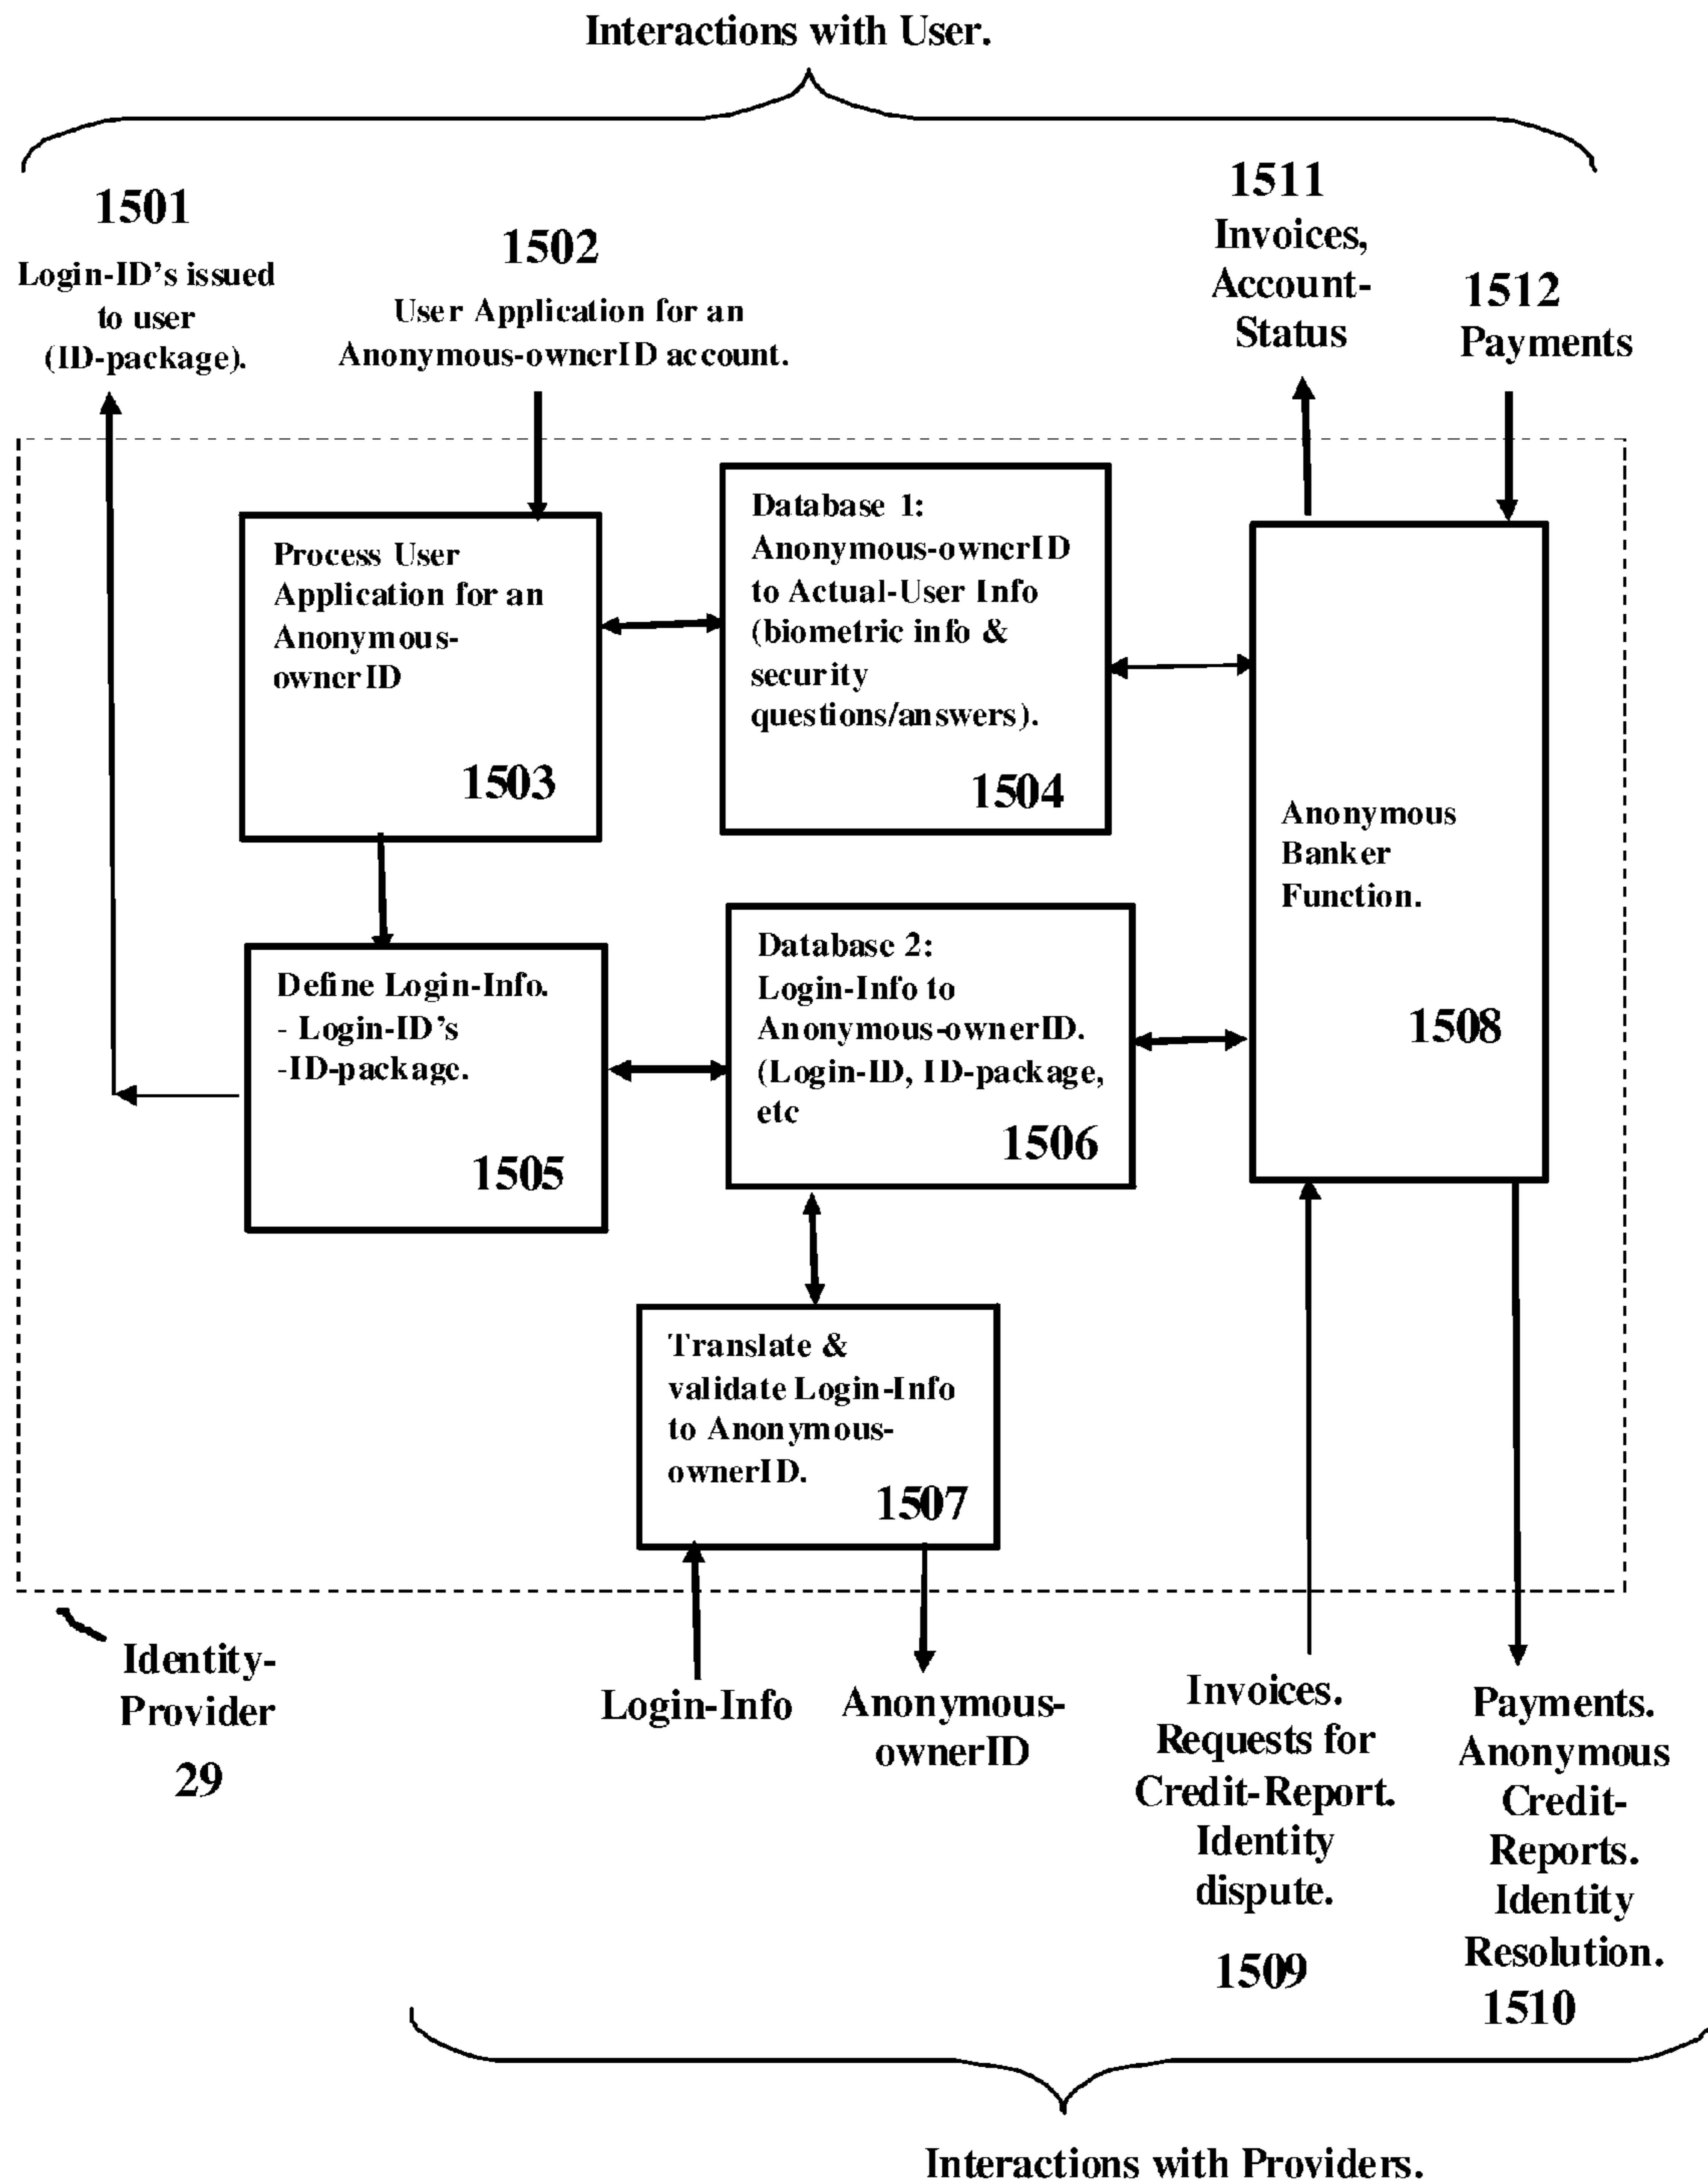 Interactions with User.
1501
Login-ID's issued
to user
(ID-package).
1502
User Application for an
Anonymous-ownerID account.
1511
Invoices,
Account-
Status
1512
Payments
Process User
Application for an
Anonymous-
ownerID
1503
Database 1:
Anonymous-ownerID
to Actual-User Info
(biometric info &
security
questions/answers).
1504
Anonymous
Banker
Function.
1508
Define Login-Info.
- Login-ID's
-ID-package.
1505
Database 2:
Login-Info to
Anonymous-ownerID.
(Login-ID, ID-package,
etc
1506
Translate &
validate Login-Info
to Anonymous-
ownerID.
1507
Identity-
Provider
29
Login-Info
Anonymous-
ownerID
Invoices.
Requests for
Credit-Report.
Identity
dispute.
1509
Payments.
Anonymous
Credit-
Reports.
Identity
Resolution.
1510
Interactions with Providers.